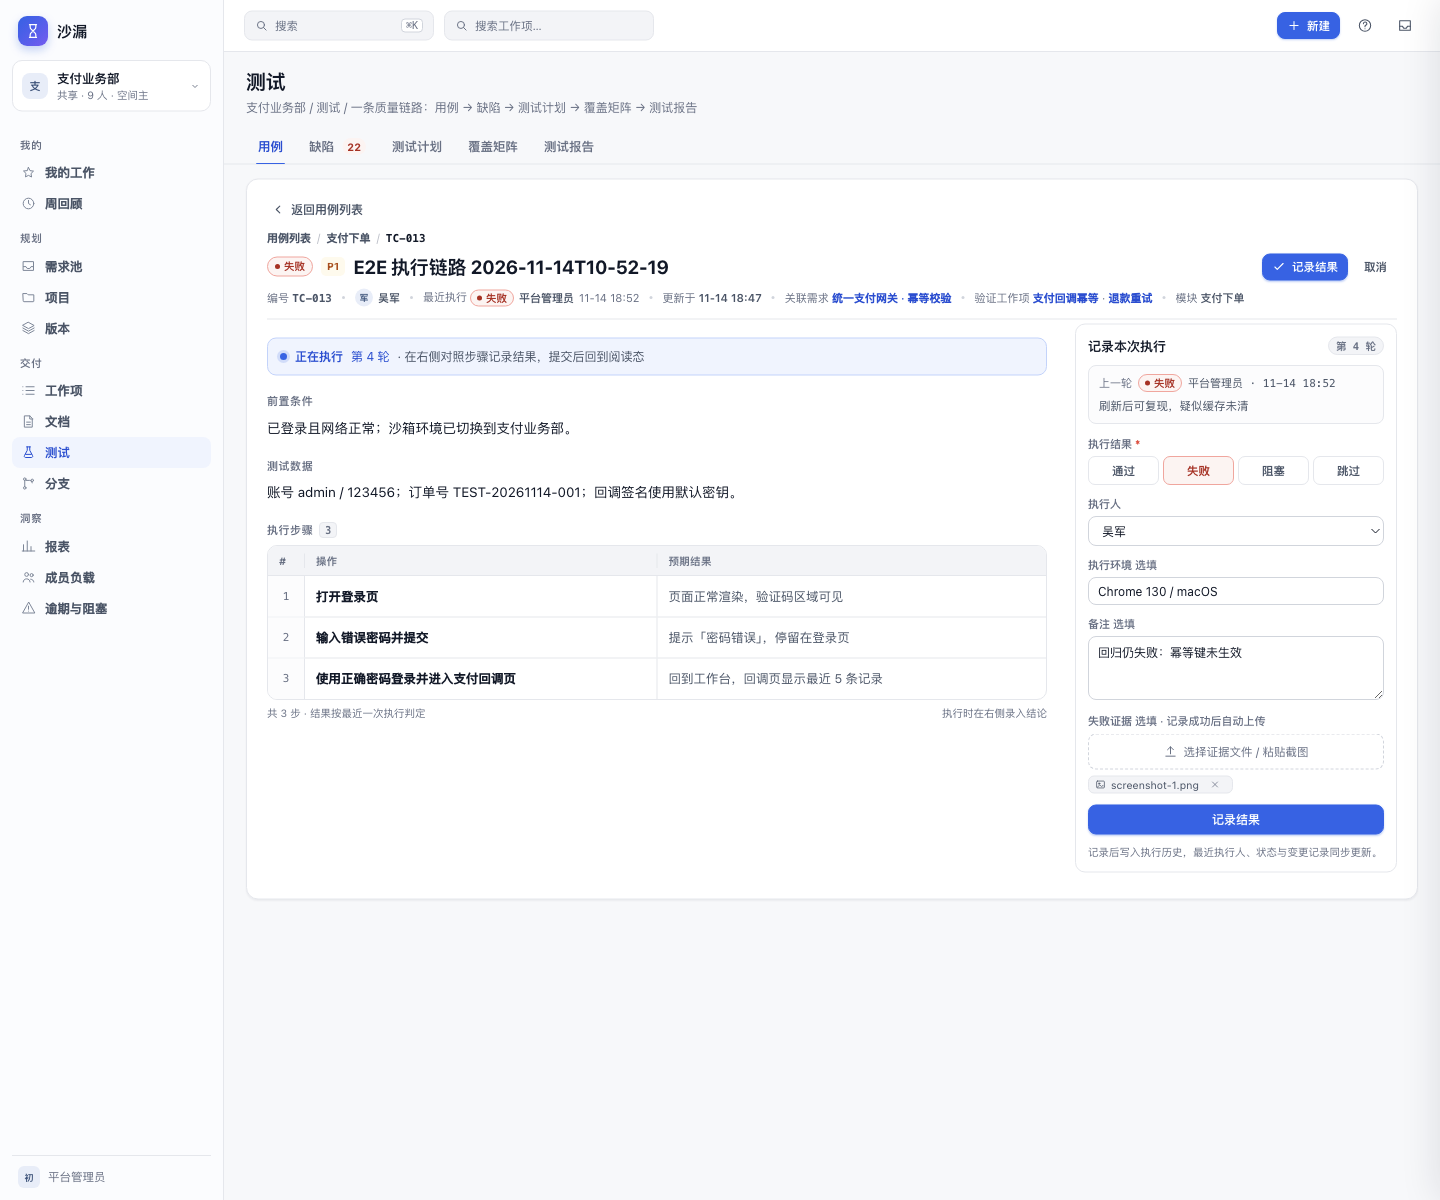 沙漏
支
支付业务部
共享 · 9 人 · 空间主
我的
我的工作
周回顾
规划
需求池
项目
版本
交付
工作项
文档
测试
分支
洞察
报表
成员负载
逾期与阻塞
初 平台管理员
搜索 ⌘K
搜索工作项...
新建
测试
支付业务部 / 测试 / 一条质量链路：用例 → 缺陷 → 测试计划 → 覆盖矩阵 → 测试报告
用例 缺陷 22 测试计划 覆盖矩阵 测试报告
返回用例列表
用例列表 / 支付下单 / TC-013
失败 P1 E2E 执行链路 2026-11-14T10-52-19
记录结果 取消
编号 TC-013 • 军 吴军 • 最近执行 失败 平台管理员 11-14 18:52 • 更新于 11-14 18:47 • 关联需求 统一支付网关 · 幂等校验 • 验证工作项 支付回调幂等 · 退款重试 • 模块 支付下单
正在执行 第 4 轮 · 在右侧对照步骤记录结果，提交后回到阅读态
前置条件
已登录且网络正常；沙箱环境已切换到支付业务部。
测试数据
账号 admin / 123456；订单号 TEST-20261114-001；回调签名使用默认密钥。
执行步骤 3
# 操作 预期结果
1 打开登录页 页面正常渲染，验证码区域可见
2 输入错误密码并提交 提示「密码错误」，停留在登录页
3 使用正确密码登录并进入支付回调页 回到工作台，回调页显示最近 5 条记录
共 3 步 · 结果按最近一次执行判定 执行时在右侧录入结论
记录本次执行 第 4 轮
上一轮 失败 平台管理员 · 11-14 18:52
刷新后可复现，疑似缓存未清
执行结果 *
通过 失败 阻塞 跳过
执行人
吴军
执行环境 选填
Chrome 130 / macOS
备注 选填
回归仍失败：幂等键未生效
失败证据 选填 · 记录成功后自动上传
选择证据文件 / 粘贴截图
screenshot-1.png ×
记录结果
记录后写入执行历史，最近执行人、状态与变更记录同步更新。